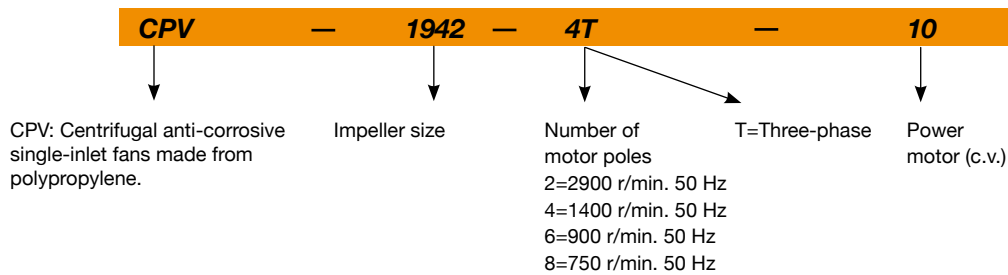 CPV — 1942 — 4T — 10
CPV: Centrifugal anti-corrosive
single-inlet fans made from
polypropylene.
Impeller size
Number of
motor poles
2=2900 r/min. 50 Hz
4=1400 r/min. 50 Hz
6=900 r/min. 50 Hz
8=750 r/min. 50 Hz
T=Three-phase
Power
motor (c.v.)